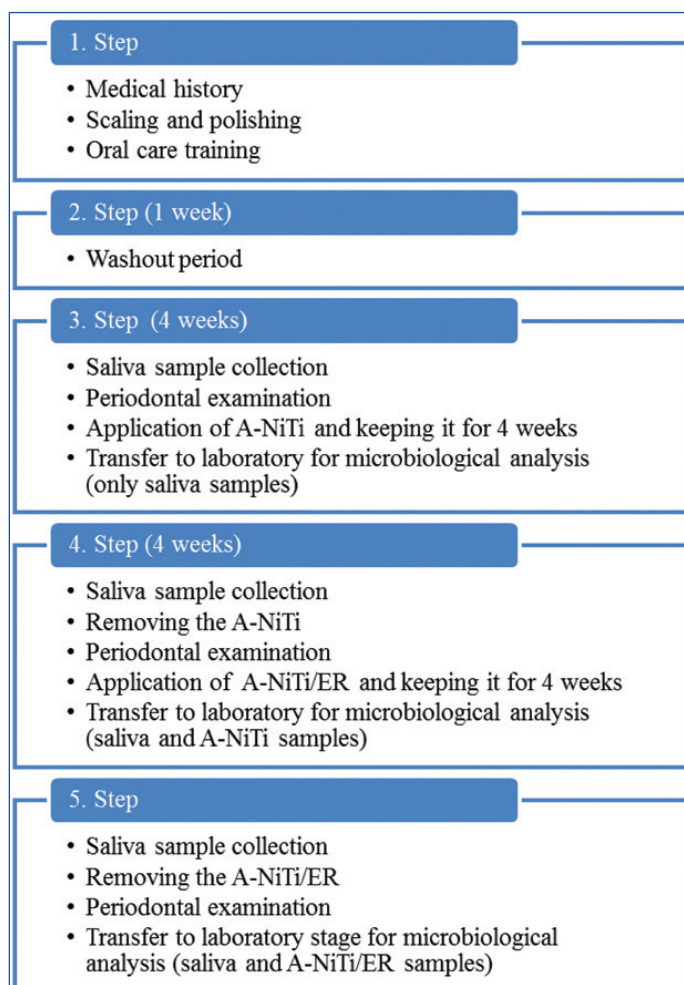 1. Step
• Medical history
• Scaling and polishing
• Oral care training
2. Step (1 week)
• Washout period
3. Step (4 weeks)
• Saliva sample collection
• Periodontal examination
• Application of A-NiTi and keeping it for 4 weeks
• Transfer to laboratory for microbiological analysis
(only saliva samples)
4. Step (4 weeks)
• Saliva sample collection
• Removing the A-NiTi
• Periodontal examination
• Application of A-NiTi/ER and keeping it for 4 weeks
• Transfer to laboratory for microbiological analysis
(saliva and A-NiTi samples)
5. Step
• Saliva sample collection
• Removing the A-NiTi/ER
• Periodontal examination
• Transfer to laboratory stage for microbiological
analysis (saliva and A-NiTi/ER samples)